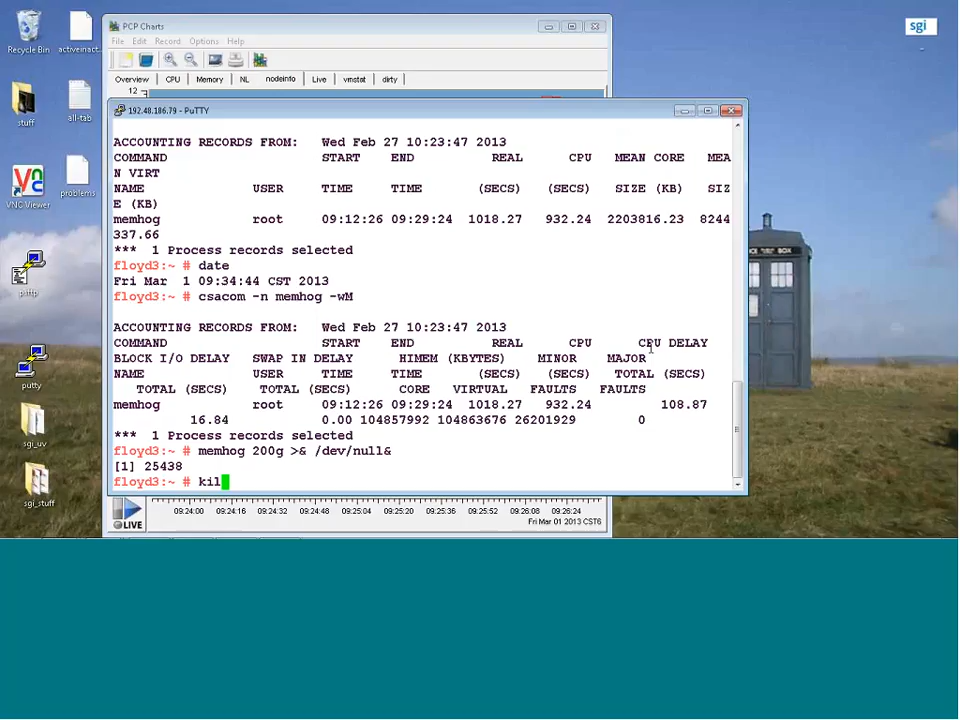 Recycle Bin
activeinact...
stuff
all-tab
VNC Viewer
problems
psftp
putty
sgi_uv
sgi_stuff
sgi
PCP Charts
File Edit Record Options Help
Overview CPU Memory NL nodeinfo Live vmstat dirty
12
192.48.186.79 - PuTTY
ACCOUNTING RECORDS FROM: Wed Feb 27 10:23:47 2013
COMMAND START END REAL CPU MEAN CORE MEA
N VIRT
NAME USER TIME TIME (SECS) (SECS) SIZE (KB) SIZ
E (KB)
memhog root 09:12:26 09:29:24 1018.27 932.24 2203816.23 8244
337.66
*** 1 Process records selected
floyd3:~ # date
Fri Mar 1 09:34:44 CST 2013
floyd3:~ # csacom -n memhog -wM
ACCOUNTING RECORDS FROM: Wed Feb 27 10:23:47 2013
COMMAND START END REAL CPU CPU DELAY
BLOCK I/O DELAY SWAP IN DELAY HIMEM (KBYTES) MINOR MAJOR
NAME USER TIME TIME (SECS) (SECS) TOTAL (SECS)
TOTAL (SECS) TOTAL (SECS) CORE VIRTUAL FAULTS FAULTS
memhog root 09:12:26 09:29:24 1018.27 932.24 108.87
16.84 0.00 104857992 104863676 26201929 0
*** 1 Process records selected
floyd3:~ # memhog 200g >& /dev/null&
[1] 25438
floyd3:~ # kil
LIVE
09:24:00 09:24:16 09:24:32 09:24:48 09:25:04 09:25:20 09:25:36 09:25:52 09:26:08 09:26:24
Fri Mar 01 2013 CST6
POLICE BOX